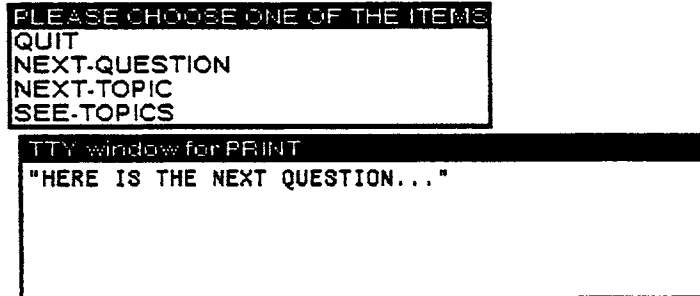 PLEASE CHOOSE ONE OF THE ITEMS
QUIT
NEXT-QUESTION
NEXT-TOPIC
SEE-TOPICS
TTY window for PRINT
"HERE IS THE NEXT QUESTION..."